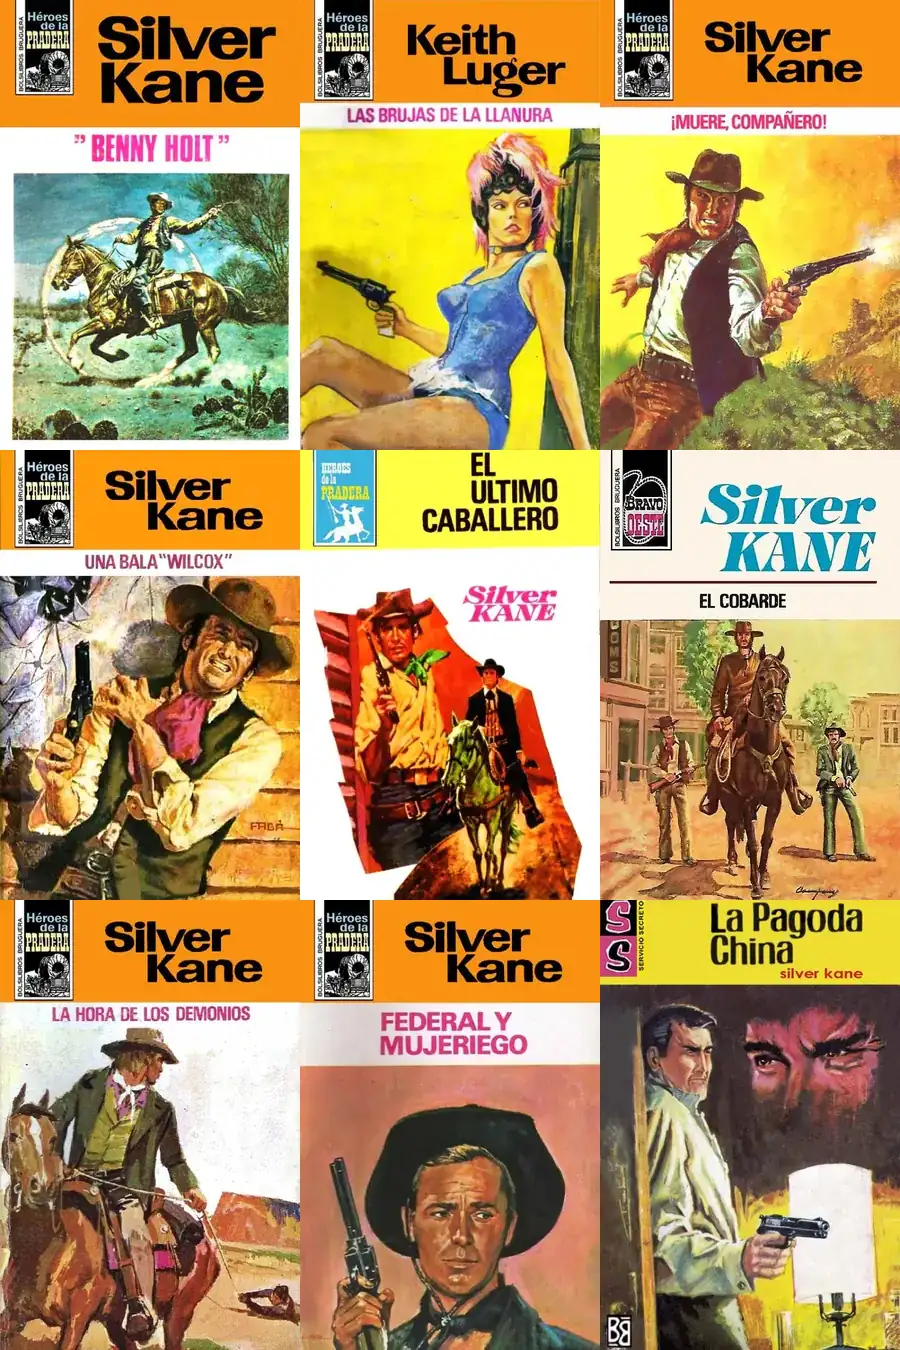 Héroes
de la
PRADERA
BOLSILIBROS BRUGUERA
Silver
Kane
" BENNY HOLT "
Héroes
de la
PRADERA
BOLSILIBROS BRUGUERA
Keith
Luger
LAS BRUJAS DE LA LLANURA
Héroes
de la
PRADERA
BOLSILIBROS BRUGUERA
Silver
Kane
¡MUERE, COMPAÑERO!
Héroes
de la
PRADERA
BOLSILIBROS BRUGUERA
Silver
Kane
UNA BALA "WILCOX"
FABÁ
HEROES
de la
PRADERA
EL
ULTIMO
CABALLERO
Silver
KANE
BRAVO
OESTE
BOLSILIBROS BRUGUERA
Silver
KANE
EL COBARDE
OMS
Héroes
de la
PRADERA
BOLSILIBROS BRUGUERA
Silver
Kane
LA HORA DE LOS DEMONIOS
Héroes
de la
PRADERA
BOLSILIBROS BRUGUERA
Silver
Kane
FEDERAL Y
MUJERIEGO
SS
SERVICIO SECRETO
La Pagoda
China
silver kane
BB